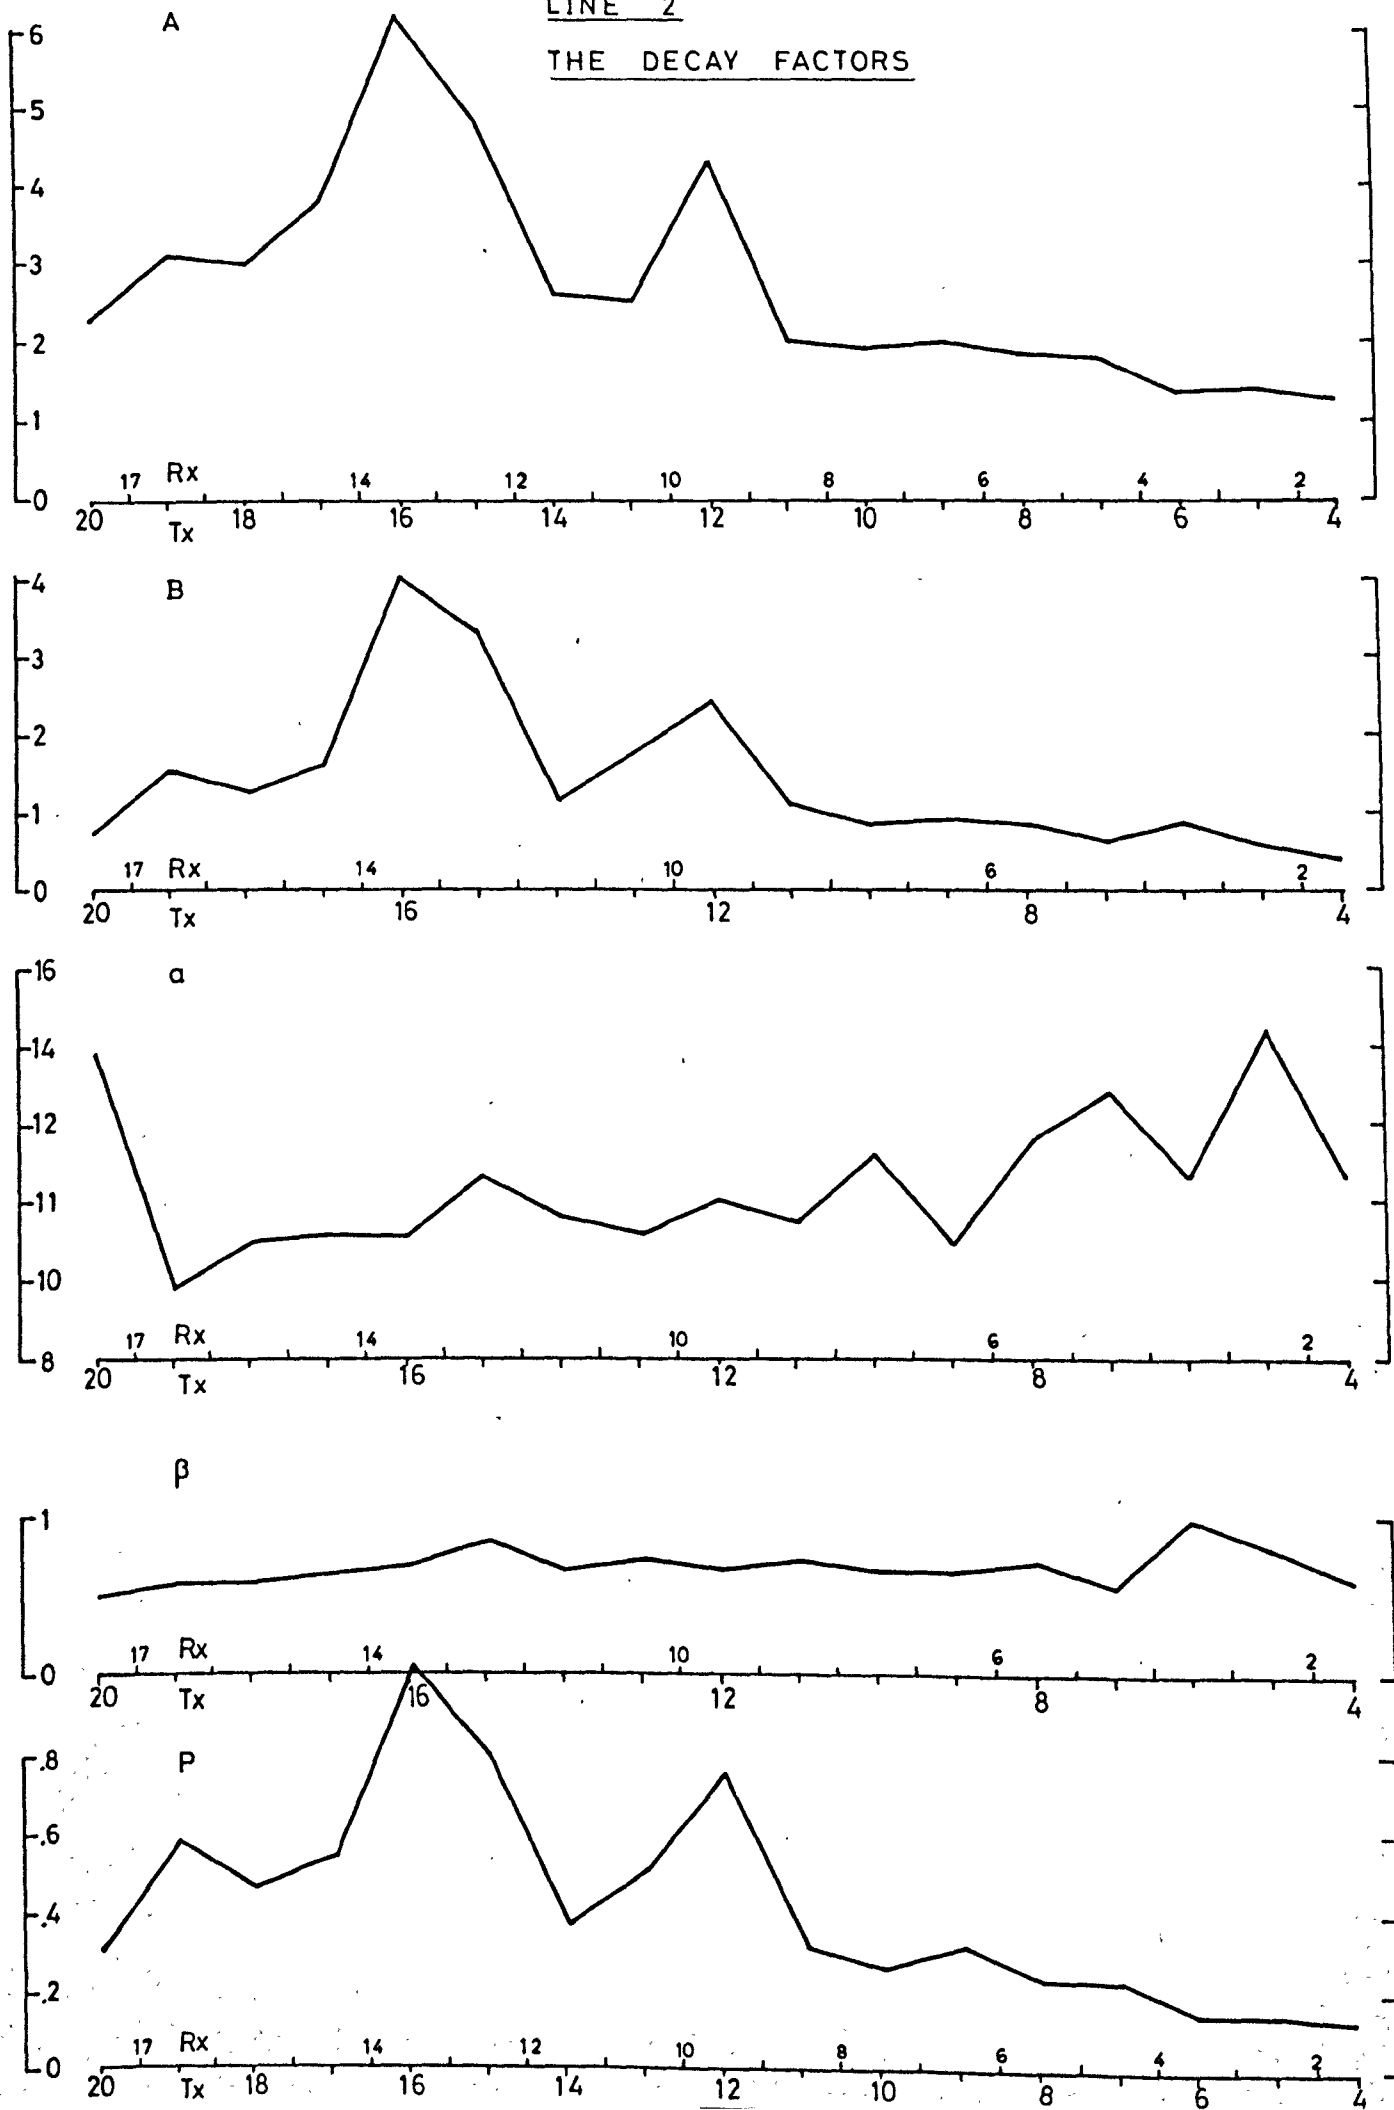 LINE 2
THE DECAY FACTORS
A
6
5
4
3
2
1
0
17 Rx 14 12 10 8 6 4 2
20 Tx 18 16 14 12 10 8 6 4
B
4
3
2
1
0
17 Rx 14 10 6 2
20 Tx 16 12 8 4
α
16
14
12
11
10
8
17 Rx 14 10 6 2
20 Tx 16 12 8 4
β
1
0
17 Rx 14 10 6 2
20 Tx 16 12 8 4
P
.8
.6
.4
.2
0
17 Rx 14 12 10 8 6 4 2
20 Tx 18 16 14 12 10 8 6 4